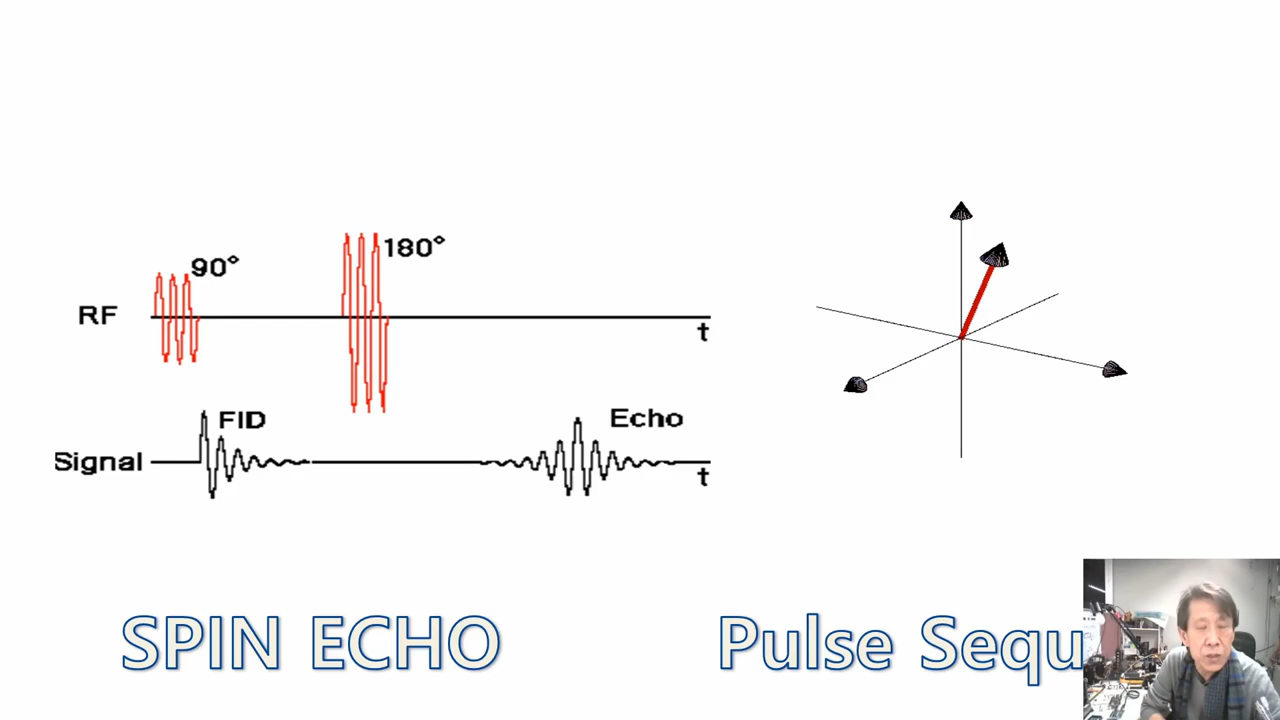 90°
180°
RF
t
FID
Echo
Signal
t
SPIN ECHO
Pulse Sequ